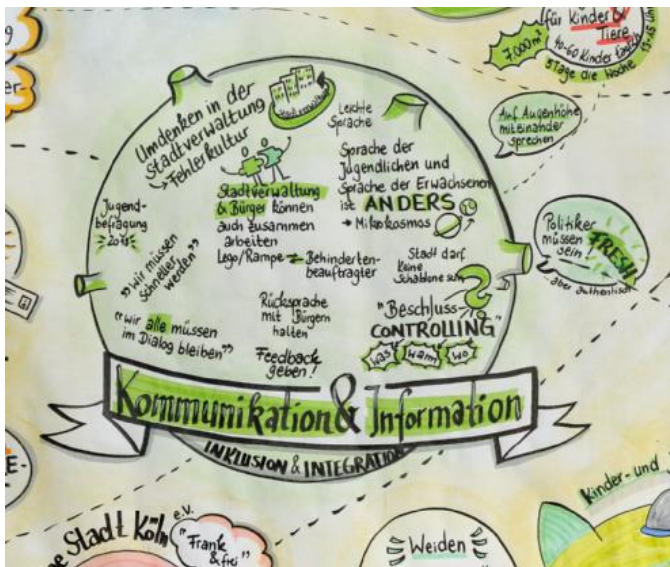 für Kinder &
Tiere
40-60 Kinder täglich
5 Tage die Woche
7.000m²
Auf Augenhöhe
miteinander
sprechen
Politiker
müssen
sein!
FRESH
aber authentisch
Umdenken in der
Stadtverwaltung
→ Fehlerkultur
Leichte
Sprache
Sprache der
Jugendlichen und
Sprache der Erwachsenen
ist ANDERS
→ Mikrokosmos
Stadtverwaltung
& Bürger können
auch zusammen
arbeiten
Lego/Rampe
Behinderten-
beauftragter
Jugend-
befragung
"Wir müssen
schneller
werden"
"Wir alle müssen
im Dialog bleiben"
Rücksprache
mit Bürgern
halten
Feedback
geben!
Stadt darf
keine
Schablone sein
?
"Beschluss-
CONTROLLING"
was wann wo
Kommunikation & Information
INKLUSION & INTEGRATION
Stadt Köln e.V.
"Frank
& frei"
Weiden
Kinder- und